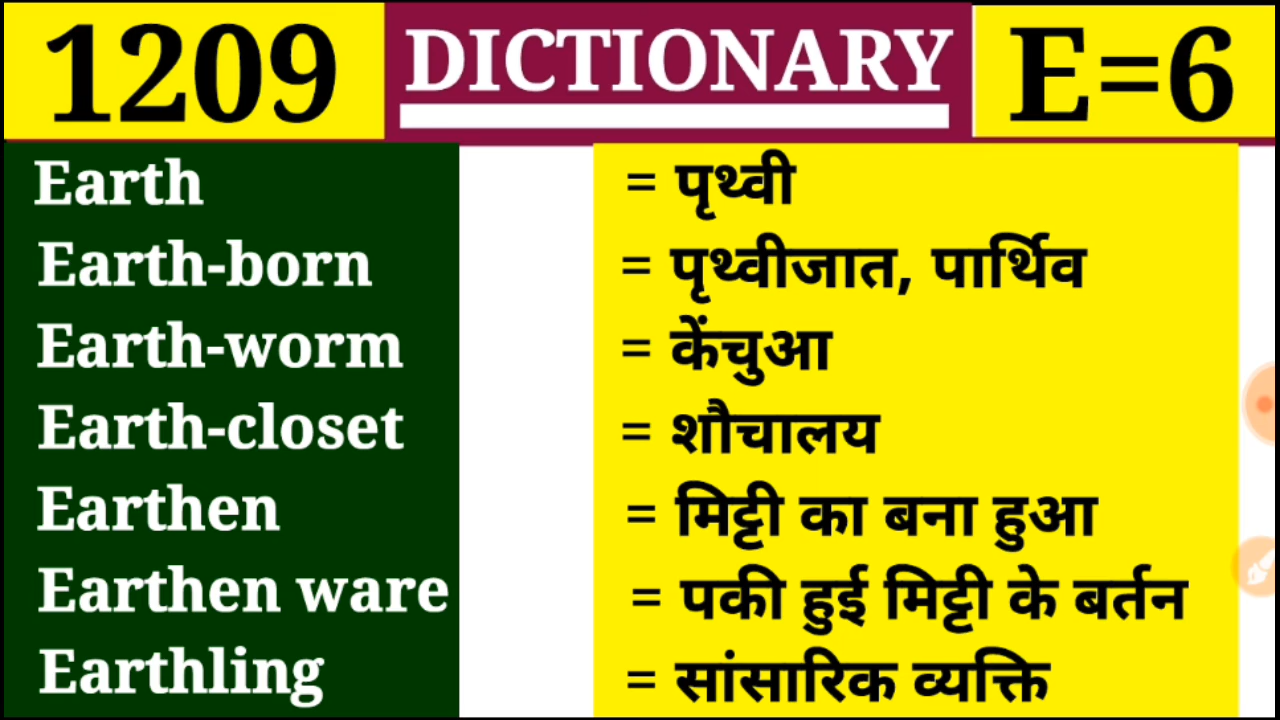 1209 DICTIONARY E=6
Earth = पृथ्वी
Earth-born = पृथ्वीजात, पार्थिव
Earth-worm = केंचुआ
Earth-closet = शौचालय
Earthen = मिट्टी का बना हुआ
Earthen ware = पकी हुई मिट्टी के बर्तन
Earthling = सांसारिक व्यक्ति